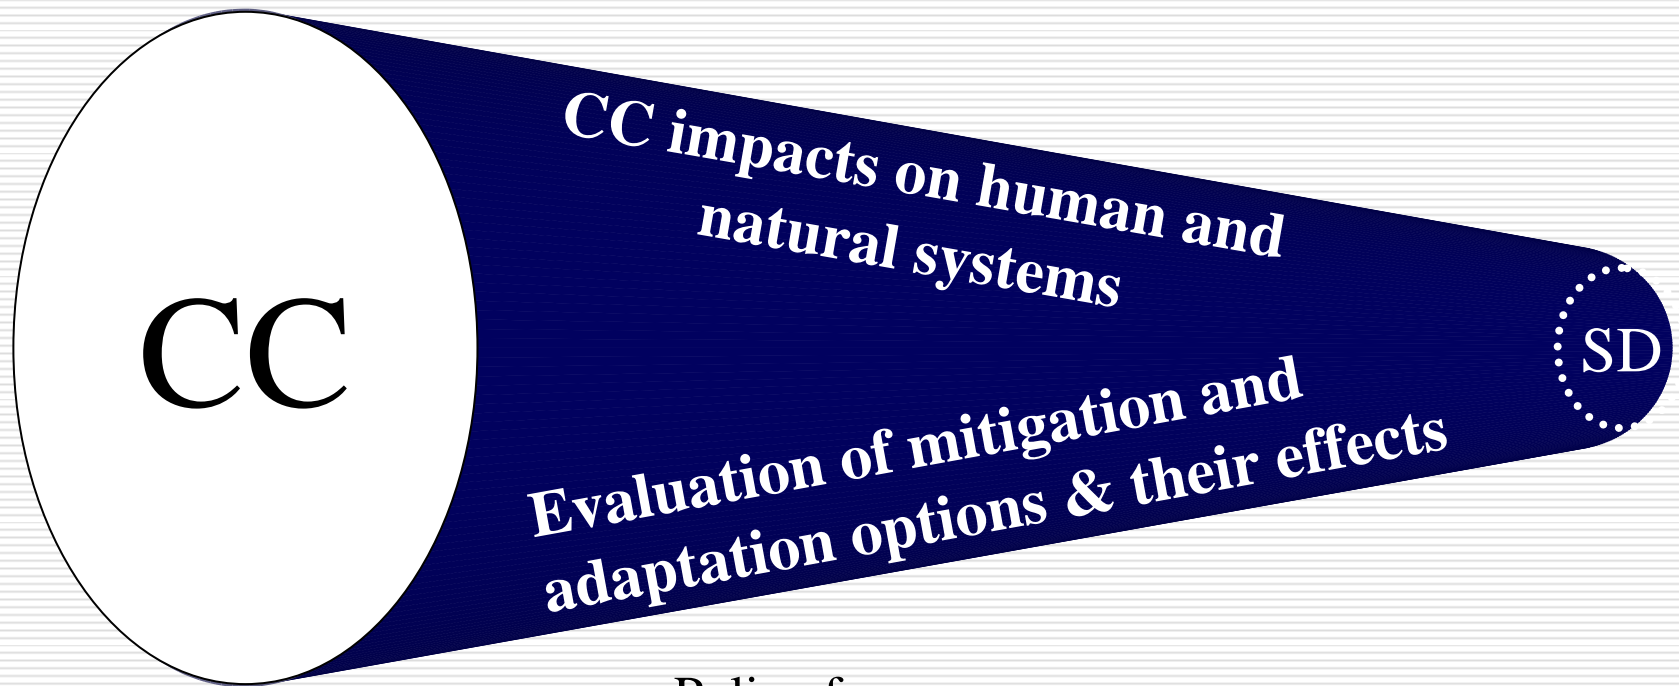 CC
CC impacts on human and
natural systems
SD
Evaluation of mitigation and
adaptation options & their effects